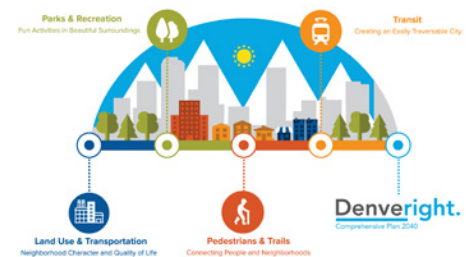 Parks & Recreation
Fun Activities in Beautiful Surroundings
Transit
Creating an Easily Traversable City
Land Use & Transportation
Neighborhood Character and Quality of Life
Pedestrians & Trails
Connecting People and Neighborhoods
Denveright.
Comprehensive Plan 2040